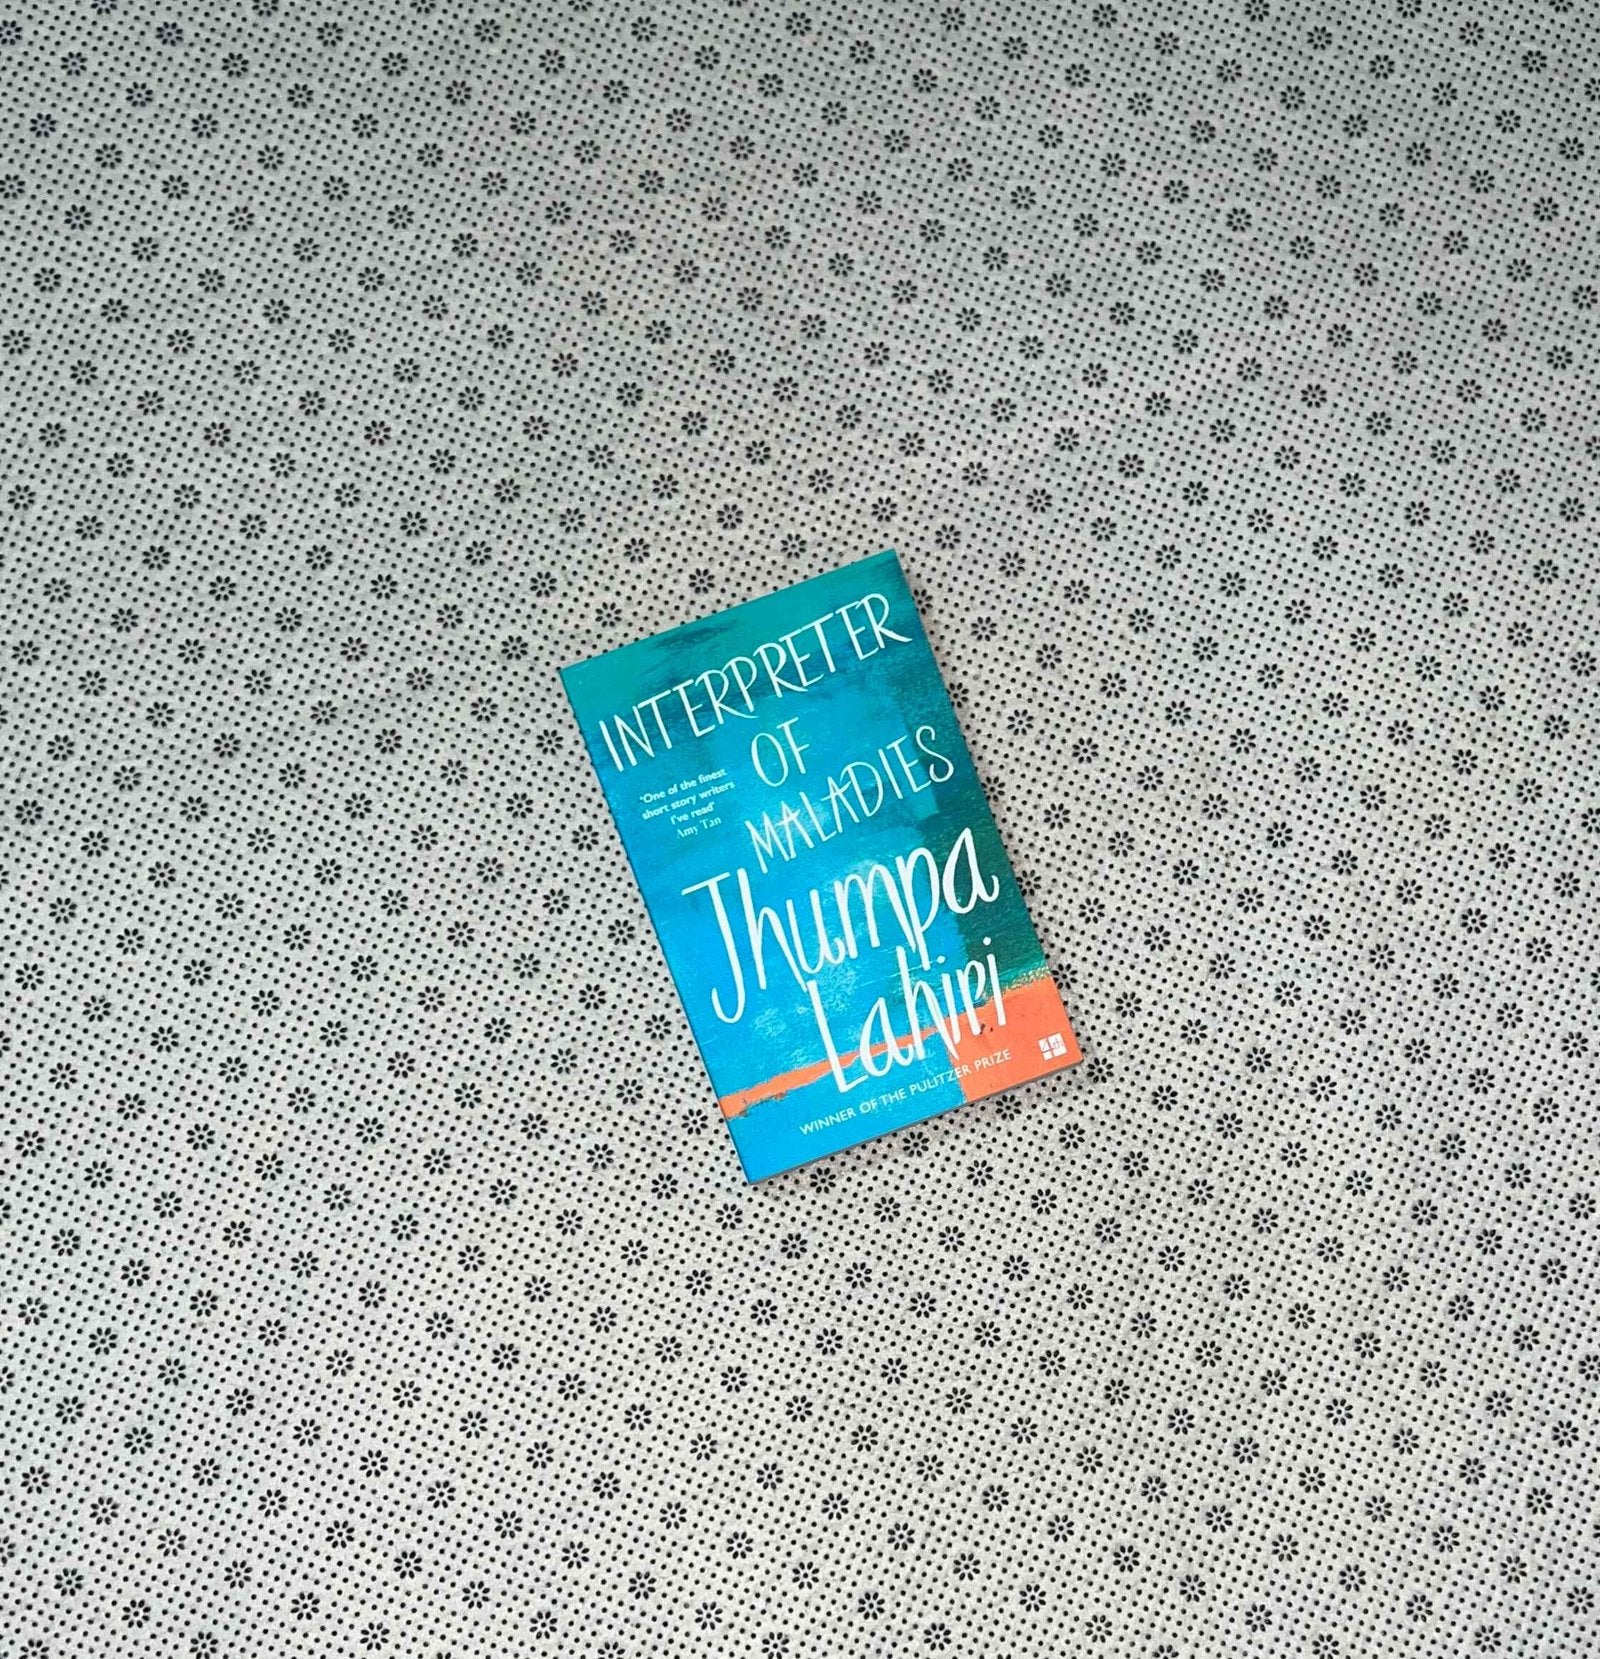 INTERPRETER
OF
MALADIES
'One of the finest
short story writers
I've read'
Amy Tan
Jhumpa
Lahiri
WINNER OF THE PULITZER PRIZE
4th